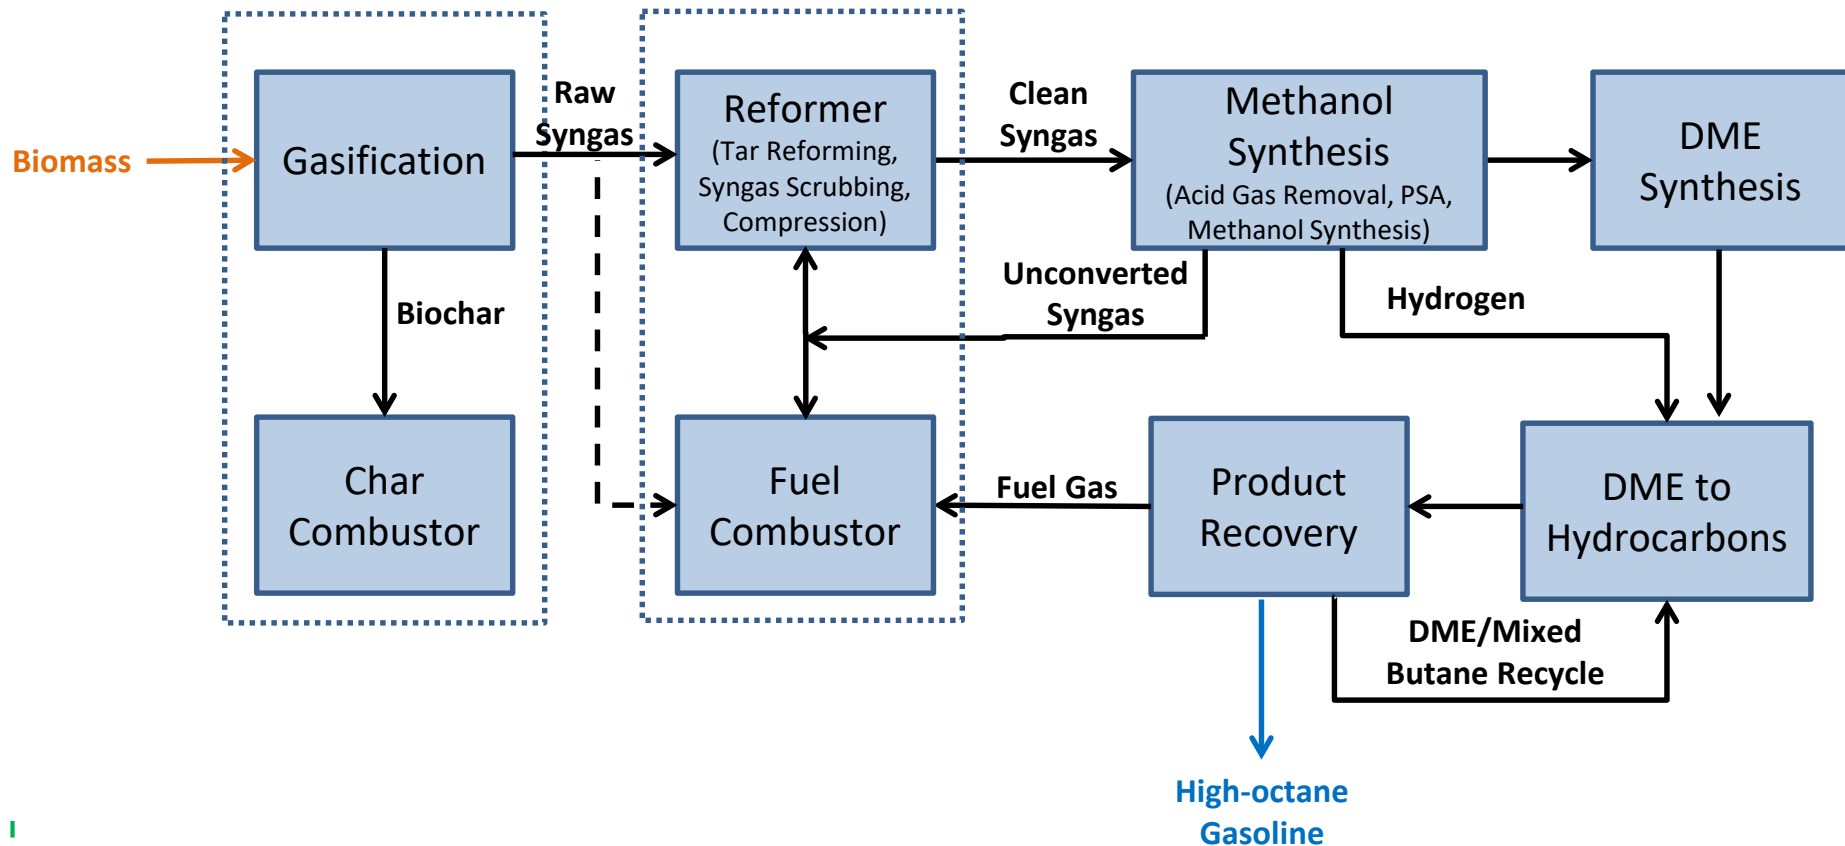 Biomass
Gasification
Raw
Syngas
Reformer
(Tar Reforming,
Syngas Scrubbing,
Compression)
Clean
Syngas
Methanol
Synthesis
(Acid Gas Removal, PSA,
Methanol Synthesis)
DME
Synthesis
Biochar
Unconverted
Syngas
Hydrogen
Char
Combustor
Fuel
Combustor
Fuel Gas
Product
Recovery
DME to
Hydrocarbons
DME/Mixed
Butane Recycle
High-octane
Gasoline